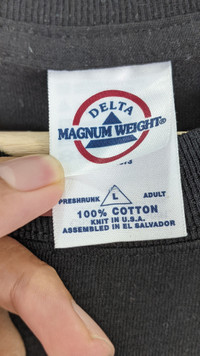 DELTA
MAGNUM WEIGHT®
PRESHRUNK L ADULT
100% COTTON
KNIT IN U.S.A.
ASSEMBLED IN EL SALVADOR